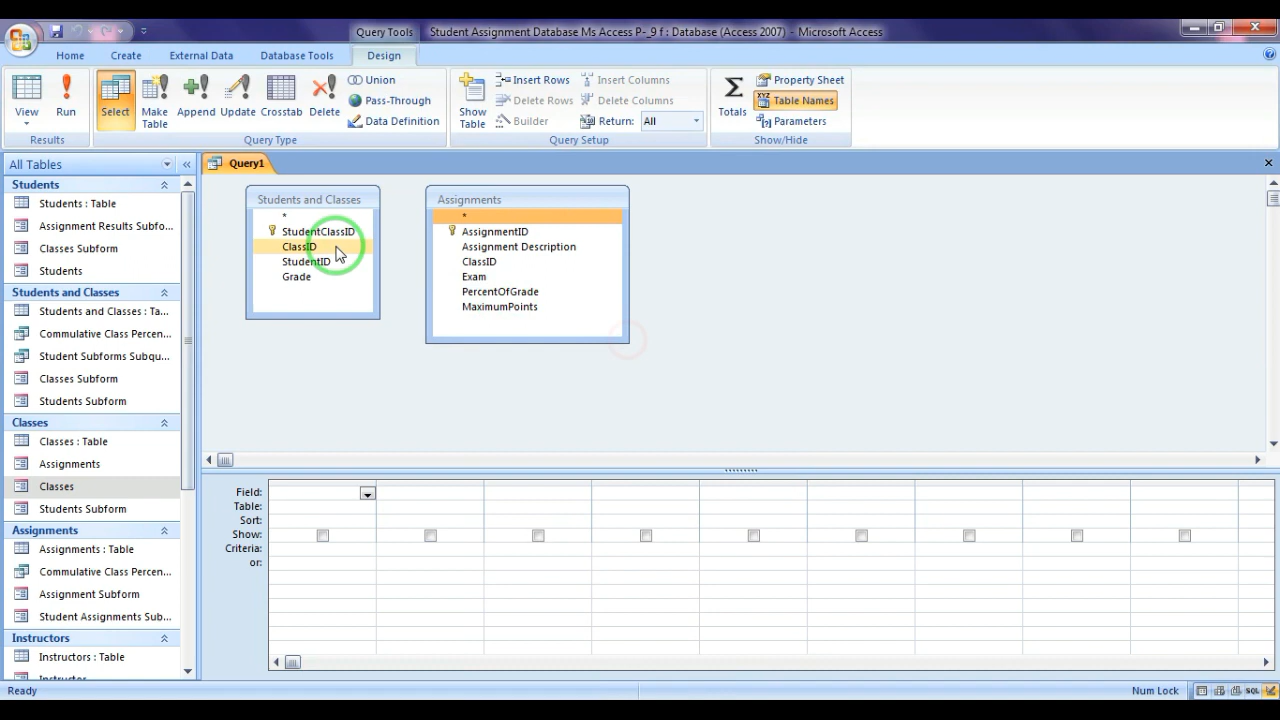 Query Tools
Student Assignment Database Ms Access P-_9 f : Database (Access 2007) - Microsoft Access
Home
Create
External Data
Database Tools
Design
View
Run
Select
Make Table
Append
Update
Crosstab
Delete
Union
Pass-Through
Data Definition
Show Table
Insert Rows
Delete Rows
Builder
Insert Columns
Delete Columns
Return: All
Totals
Property Sheet
Table Names
Parameters
Results
Query Type
Query Setup
Show/Hide
All Tables
Students
Students : Table
Assignment Results Subfo...
Classes Subform
Students
Students and Classes
Students and Classes : Ta...
Commulative Class Percen...
Student Subforms Subqu...
Classes Subform
Students Subform
Classes
Classes : Table
Assignments
Classes
Students Subform
Assignments
Assignments : Table
Commulative Class Percen...
Assignment Subform
Student Assignments Sub...
Instructors
Instructors : Table
Instructor
Query1
Students and Classes
*
StudentClassID
ClassID
StudentID
Grade
Assignments
*
AssignmentID
Assignment Description
ClassID
Exam
PercentOfGrade
MaximumPoints
Field:
Table:
Sort:
Show:
Criteria:
or:
Ready
Num Lock
SQL